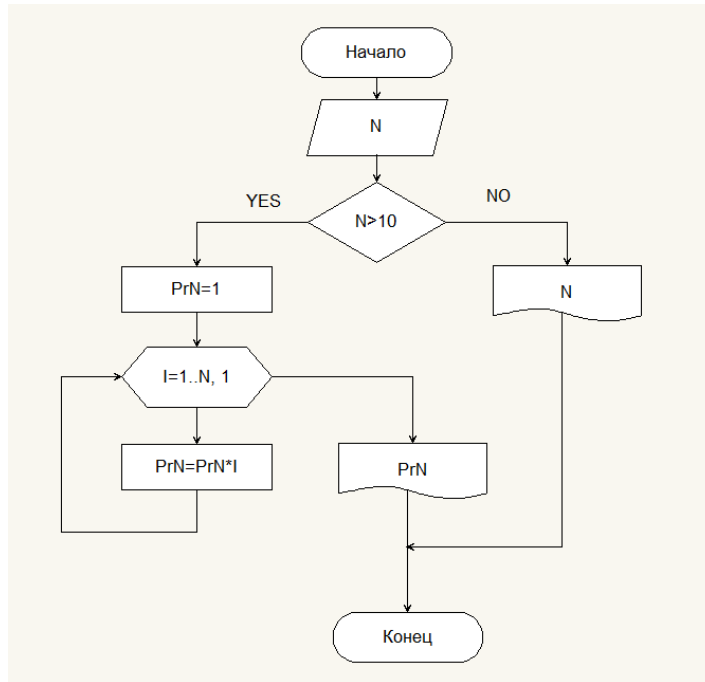 Начало
N
YES
N>10
NO
PrN=1
N
I=1..N, 1
PrN=PrN*I
PrN
Конец